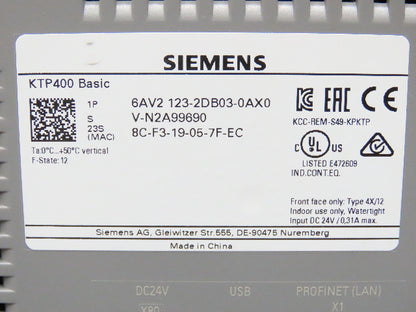 SIEMENS
KTP400 Basic
1P 6AV2 123-2DB03-0AX0
S V-N2A99690
23S (MAC) 8C-F3-19-05-7F-EC
Ta:0°C...+50°C vertical
F-State: 12
KCC-REM-S49-KPKTP
LISTED E472609
IND.CONT.EQ.
Front face only: Type 4X/12
Indoor use only, Watertight
Input DC 24V / 0,31A max.
Siemens AG, Gleiwitzer Str.555, DE-90475 Nuremberg
Made in China
DC24V USB PROFINET (LAN)
X80 X1